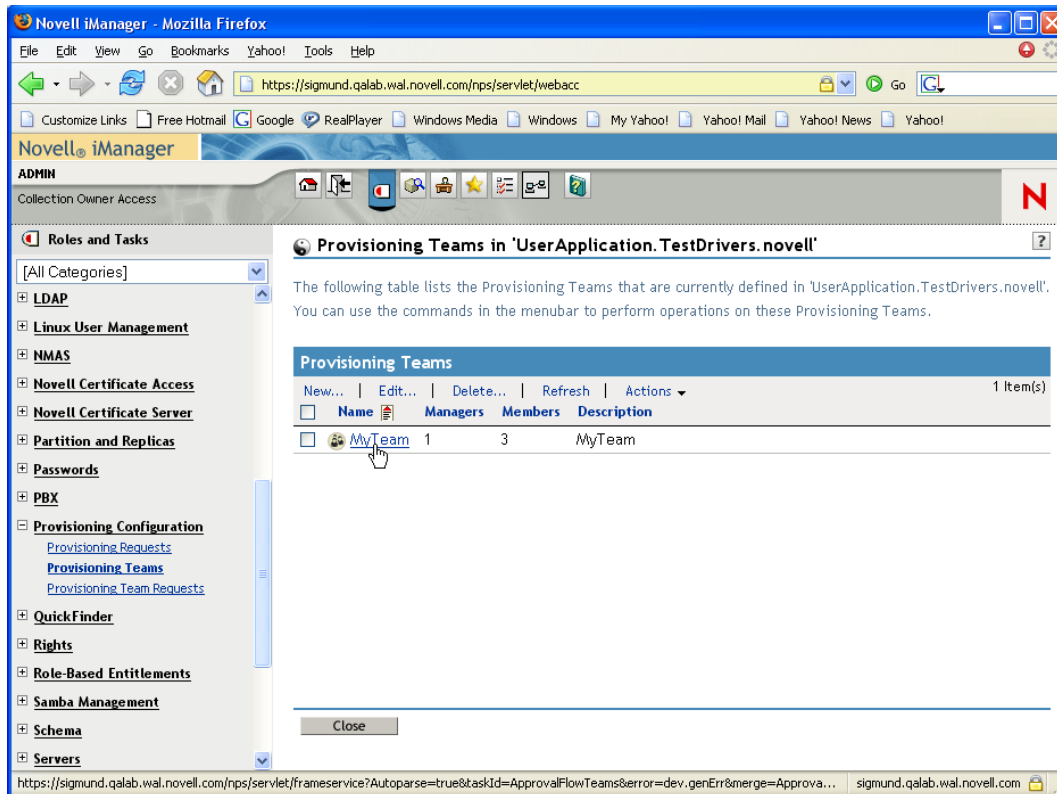 Novell iManager - Mozilla Firefox
File Edit View Go Bookmarks Yahoo! Tools Help
https://sigmund.qalab.wal.novell.com/nps/servlet/webacc Go G
Customize Links Free Hotmail G Google RealPlayer Windows Media Windows My Yahoo! Yahoo! Mail Yahoo! News Yahoo!
Novell® iManager
ADMIN
Collection Owner Access
N
Roles and Tasks
[All Categories]
LDAP
Linux User Management
NMAS
Novell Certificate Access
Novell Certificate Server
Partition and Replicas
Passwords
PBX
Provisioning Configuration
Provisioning Requests
Provisioning Teams
Provisioning Team Requests
QuickFinder
Rights
Role-Based Entitlements
Samba Management
Schema
Servers
Provisioning Teams in 'UserApplication.TestDrivers.novell' ?
The following table lists the Provisioning Teams that are currently defined in 'UserApplication.TestDrivers.novell'.
You can use the commands in the menubar to perform operations on these Provisioning Teams.
Provisioning Teams
New... | Edit... | Delete... | Refresh | Actions 1 Item(s)
Name Managers Members Description
MyTeam 1 3 MyTeam
Close
https://sigmund.qalab.wal.novell.com/nps/servlet/frameservice?Autoparse=true&taskId=ApprovalFlowTeams&error=dev.genErr&merge=Approva... sigmund.qalab.wal.novell.com